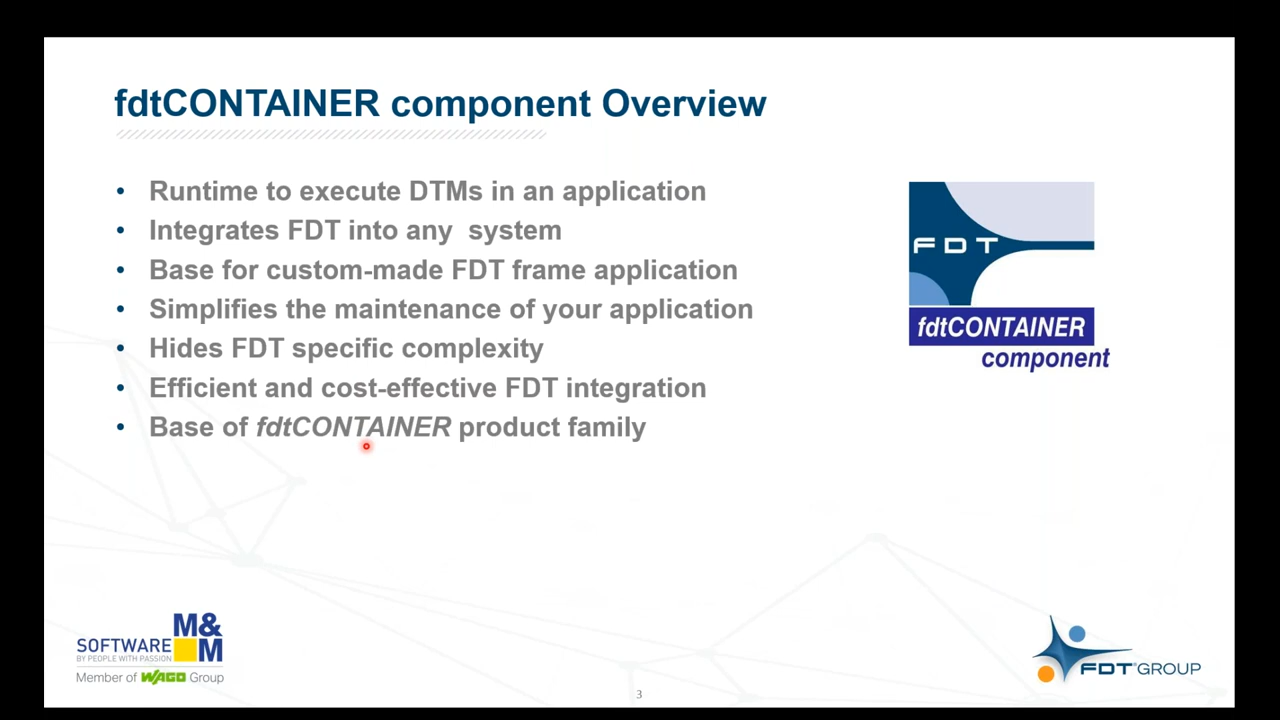 fdtCONTAINER component Overview
• Runtime to execute DTMs in an application
• Integrates FDT into any  system
• Base for custom-made FDT frame application
• Simplifies the maintenance of your application
• Hides FDT specific complexity
• Efficient and cost-effective FDT integration
• Base of fdtCONTAINER product family
FDT
fdtCONTAINER
component
M&
SOFTWARE M
BY PEOPLE WITH PASSION
Member of WAGO Group
FDT® GROUP
3